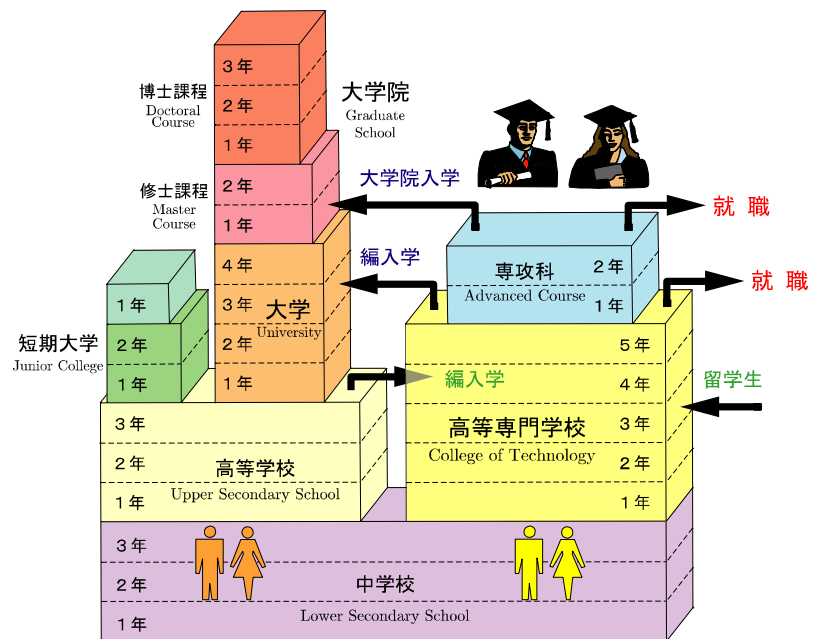 3年
2年
1年
博士課程
Doctoral
Course
大学院
Graduate
School
2年
1年
修士課程
Master
Course
大学院入学
就 職
4年
3年
2年
1年
大学
University
編入学
2年
1年
専攻科
Advanced Course
就 職
1年
2年
1年
短期大学
Junior College
編入学
留学生
5年
4年
3年
2年
1年
高等専門学校
College of Technology
3年
2年
1年
高等学校
Upper Secondary School
3年
2年
1年
中学校
Lower Secondary School